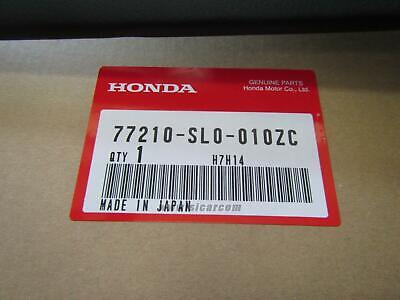 HONDA
GENUINE PARTS
Honda Motor Co., Ltd.
77210-SL0-010ZC
QTY 1 H7H14
MADE IN JAPAN